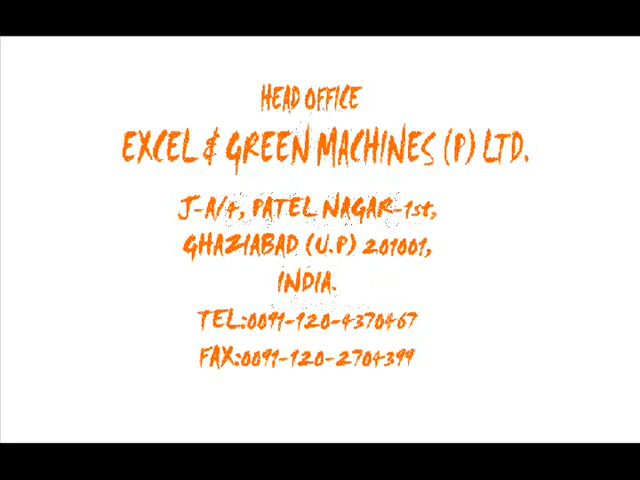 HEAD OFFICE
EXCEL & GREEN MACHINES (P) LTD.
J-A/4, PATEL NAGAR-1st,
GHAZIABAD (U.P) 201001,
INDIA.
TEL:0091-120-4370467
FAX:0091-120-2704399